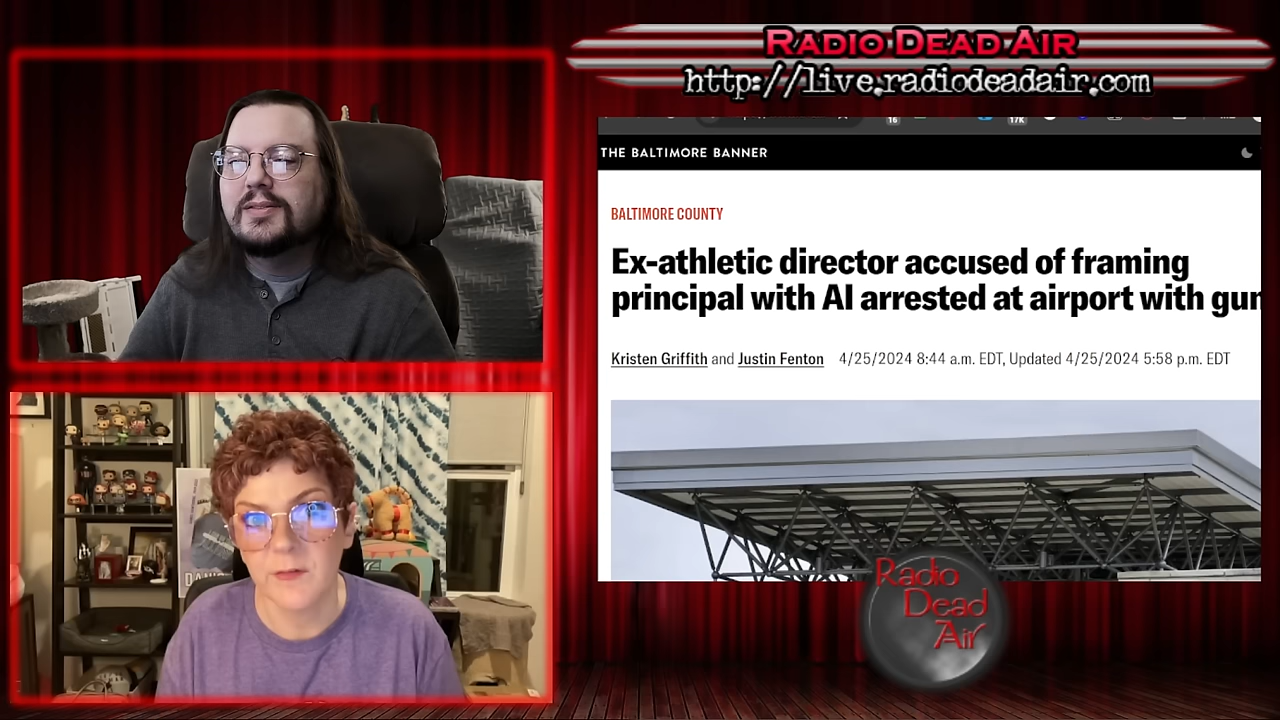 RADIO DEAD AIR
http://live.radiodeadair.com
16
17K
THE BALTIMORE BANNER
BALTIMORE COUNTY
Ex-athletic director accused of framing
principal with AI arrested at airport with gun
Kristen Griffith and Justin Fenton 4/25/2024 8:44 a.m. EDT, Updated 4/25/2024 5:58 p.m. EDT
Radio
Dead
Air